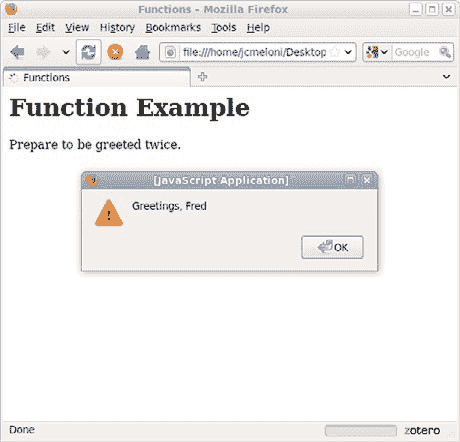 Functions - Mozilla Firefox
File Edit View History Bookmarks Tools Help
file:///home/jcmeloni/Desktop Google
Functions
Function Example
Prepare to be greeted twice.
[JavaScript Application]
Greetings, Fred
OK
Done zotero